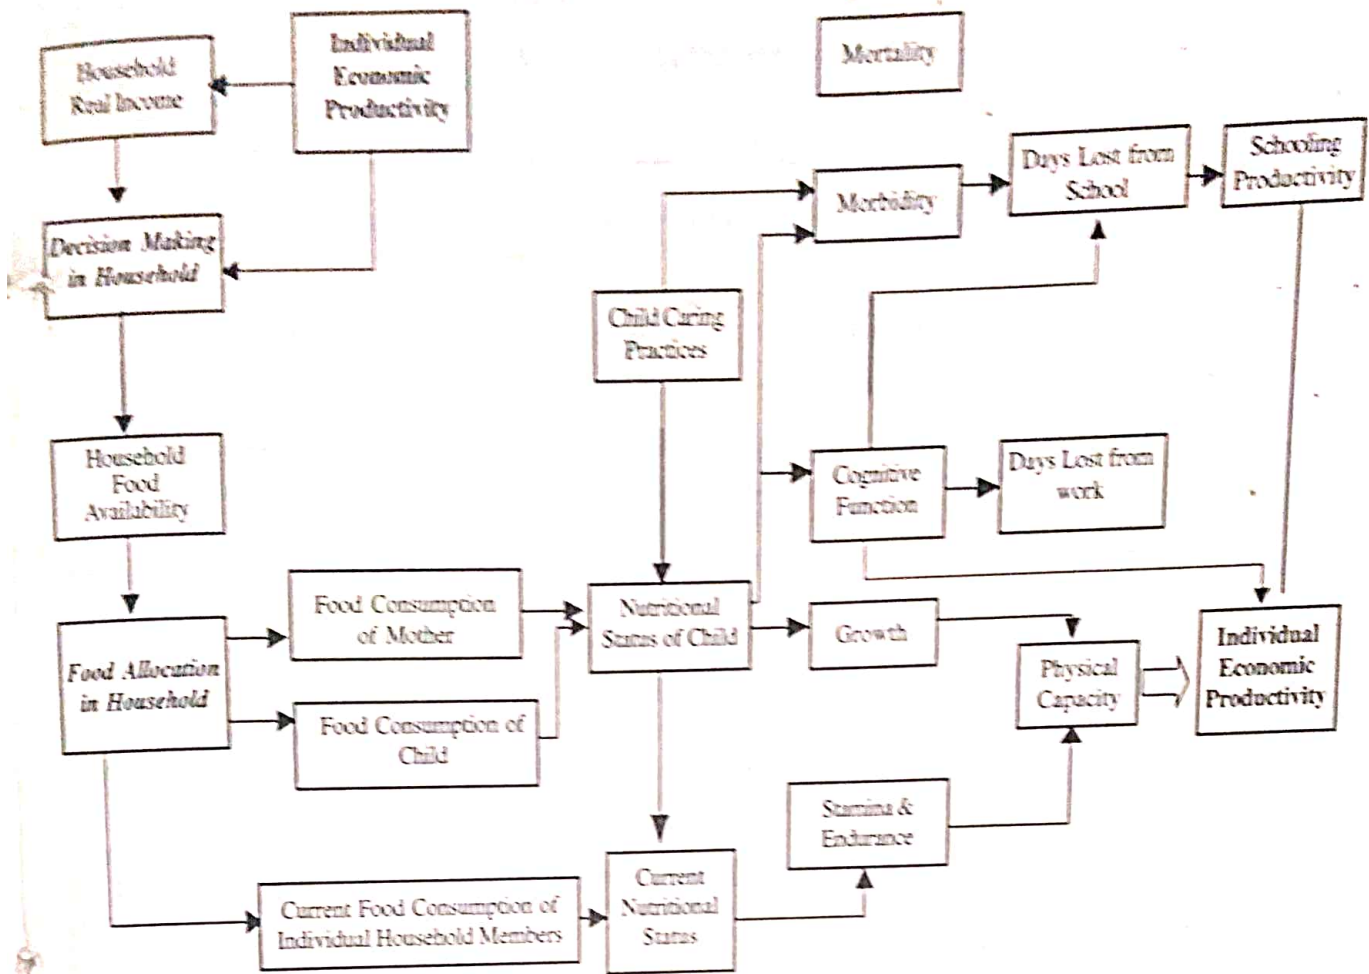 Household
Real Income
Individual
Economic
Productivity
Mortality
Decision Making
in Household
Morbidity
Days Lost from
School
Schooling
Productivity
Child Caring
Practices
Household
Food
Availability
Cognitive
Function
Days Lost from
work
Food Allocation
in Household
Food Consumption
of Mother
Food Consumption of
Child
Nutritional
Status of Child
Growth
Physical
Capacity
Individual
Economic
Productivity
Stamina &
Endurance
Current Food Consumption of
Individual Household Members
Current
Nutritional
Status